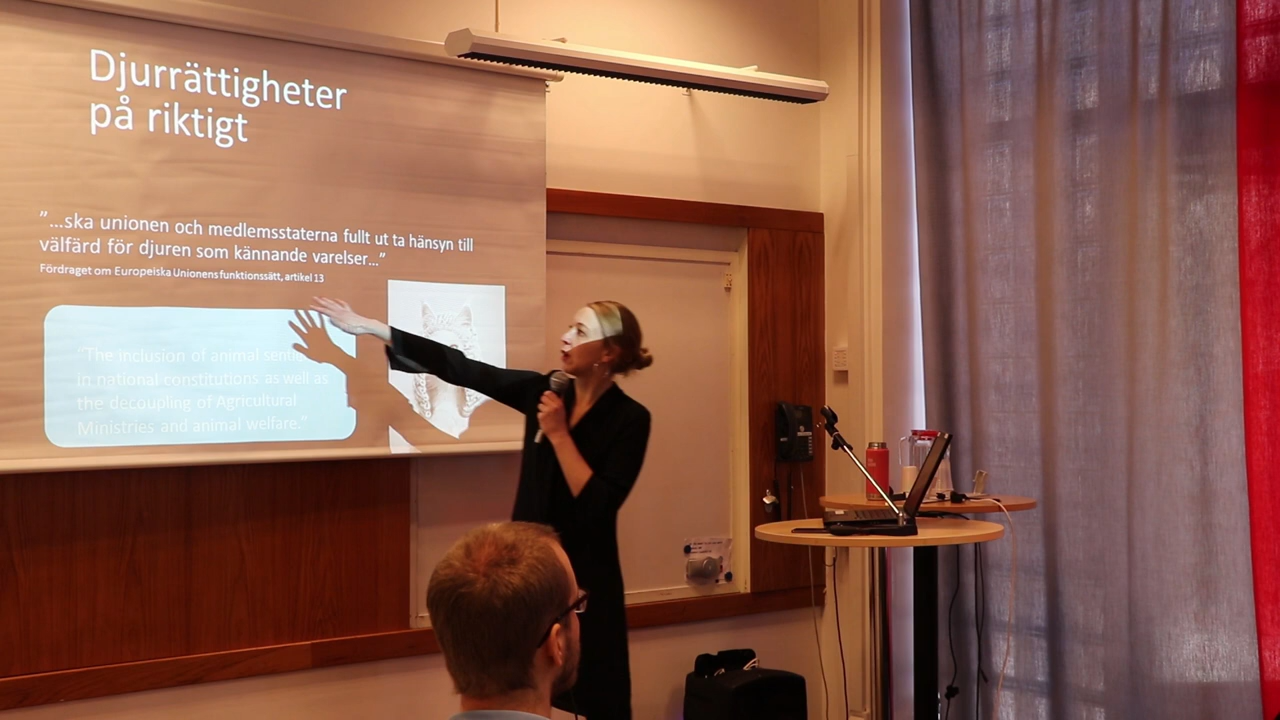 Djurrättigheter
på riktigt
”...ska unionen och medlemsstaterna fullt ut ta hänsyn till
välfärd för djuren som kännande varelser...”
Fördraget om Europeiska Unionens funktionssätt, artikel 13
“The inclusion of animal
in national constitutions as well as
the decoupling of Agricultural
Ministries and animal welfare.”